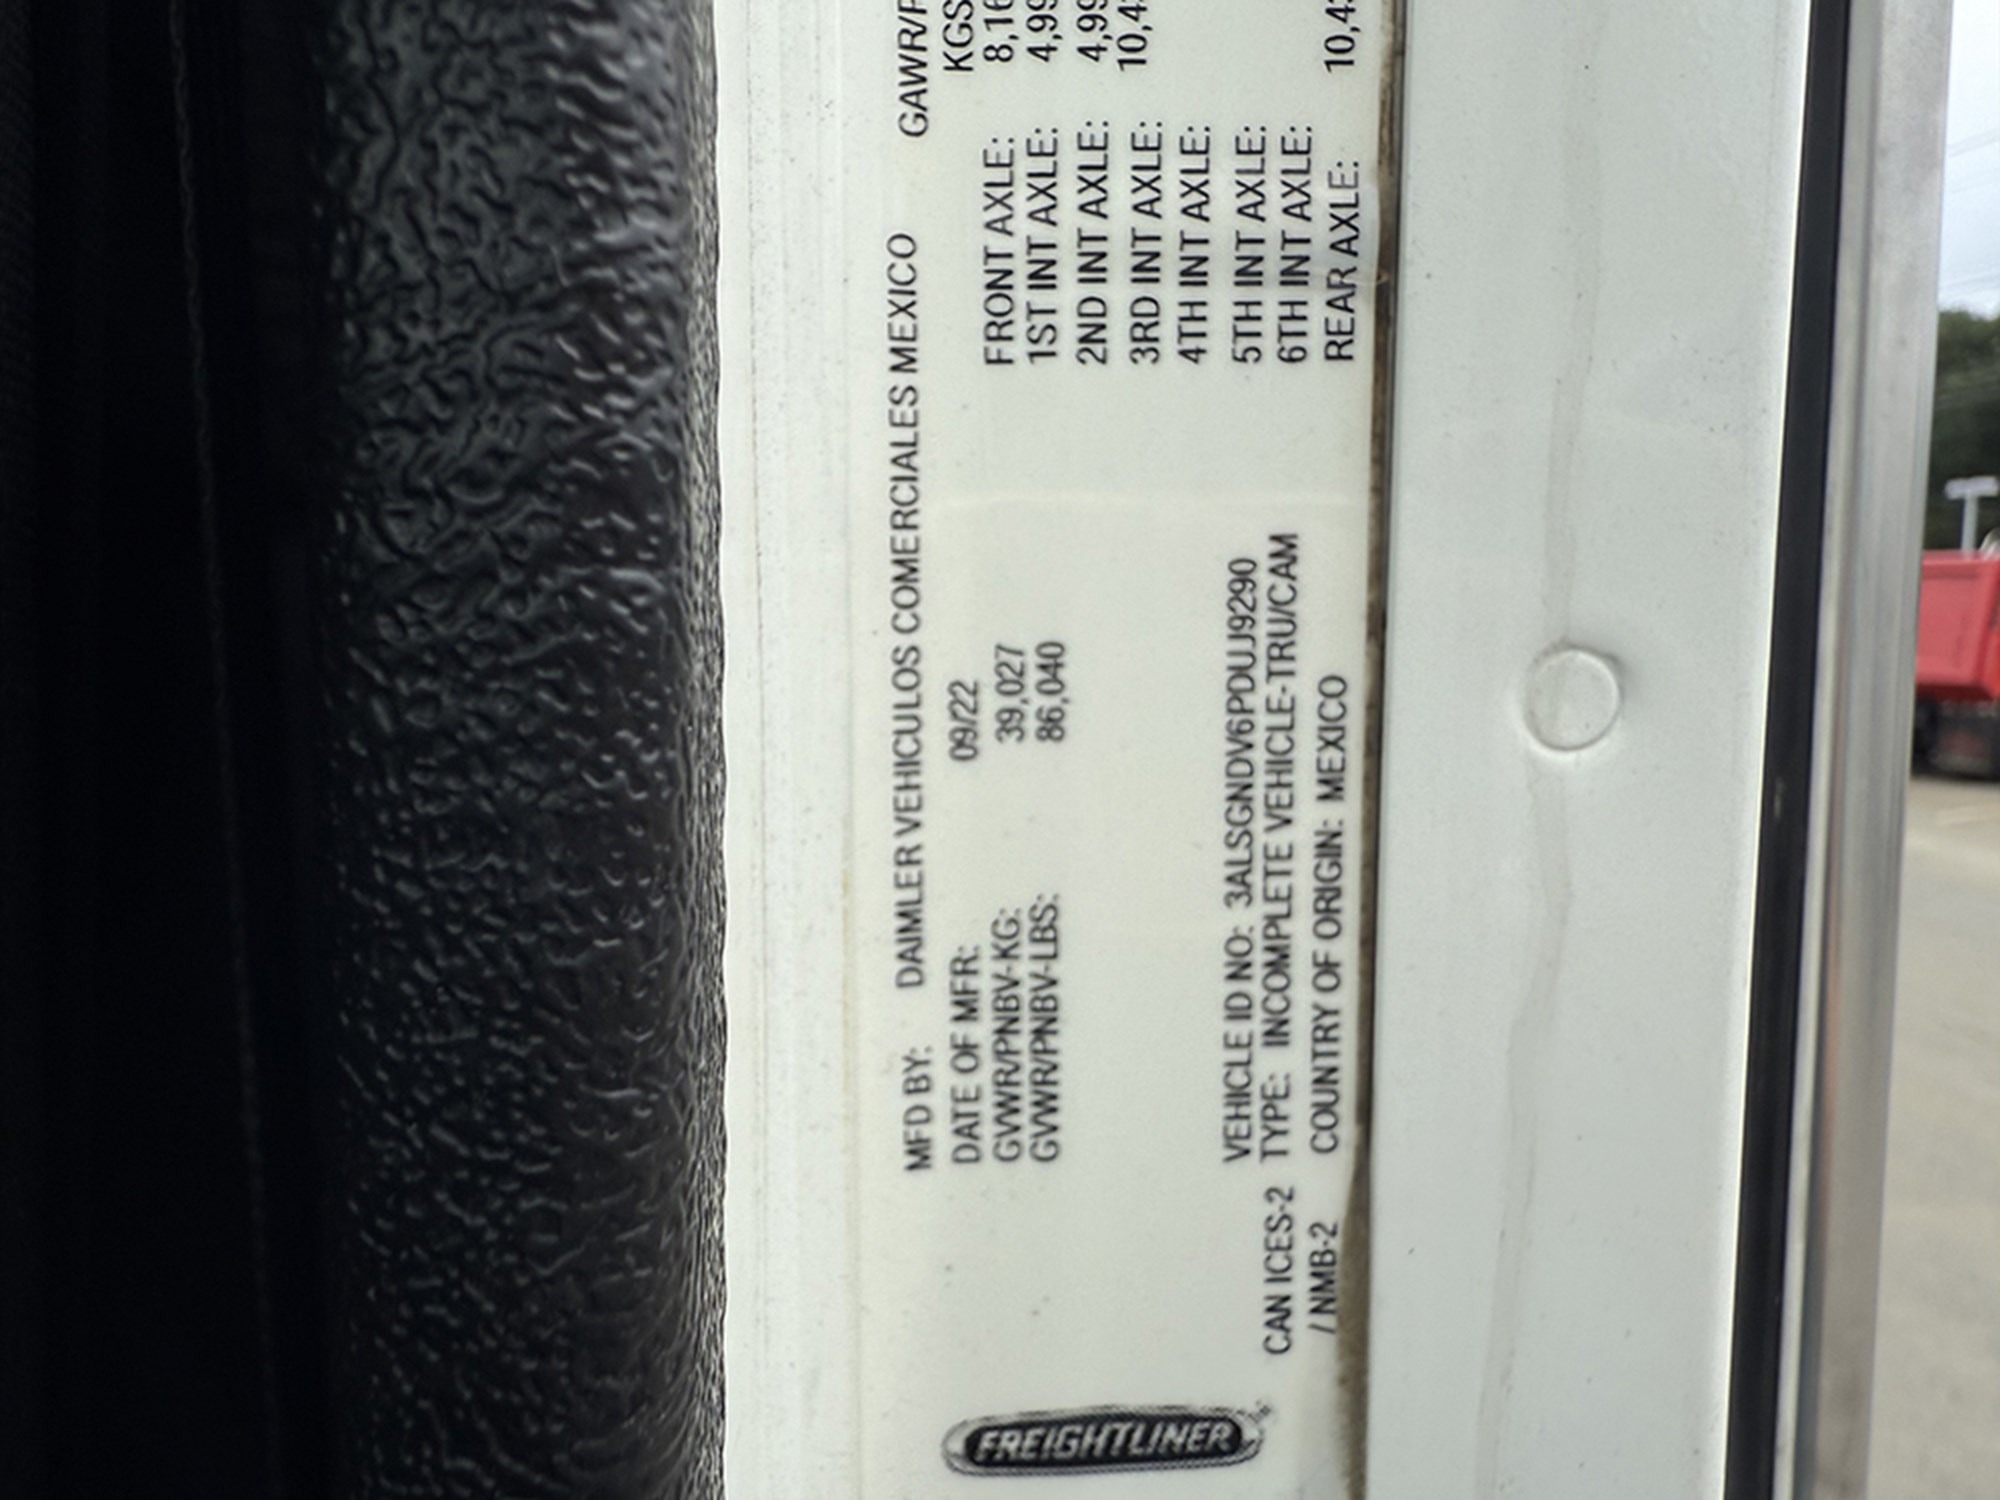 MFD BY: DAIMLER VEHICULOS COMERCIALES MEXICO GAWR/P
DATE OF MFR: 09/22 KGS
GVWR/PNBV-KG: 39,027 FRONT AXLE: 8,16
GVWR/PNBV-LBS: 86,040 1ST INT AXLE: 4,99
2ND INT AXLE: 4,99
3RD INT AXLE: 10,4
4TH INT AXLE:
VEHICLE ID NO: 3ALSGNDV6PDUJ9290 5TH INT AXLE:
CAN ICES-2 TYPE: INCOMPLETE VEHICLE-TRU/CAM 6TH INT AXLE:
/ NMB-2 COUNTRY OF ORIGIN: MEXICO REAR AXLE: 10,4
FREIGHTLINER